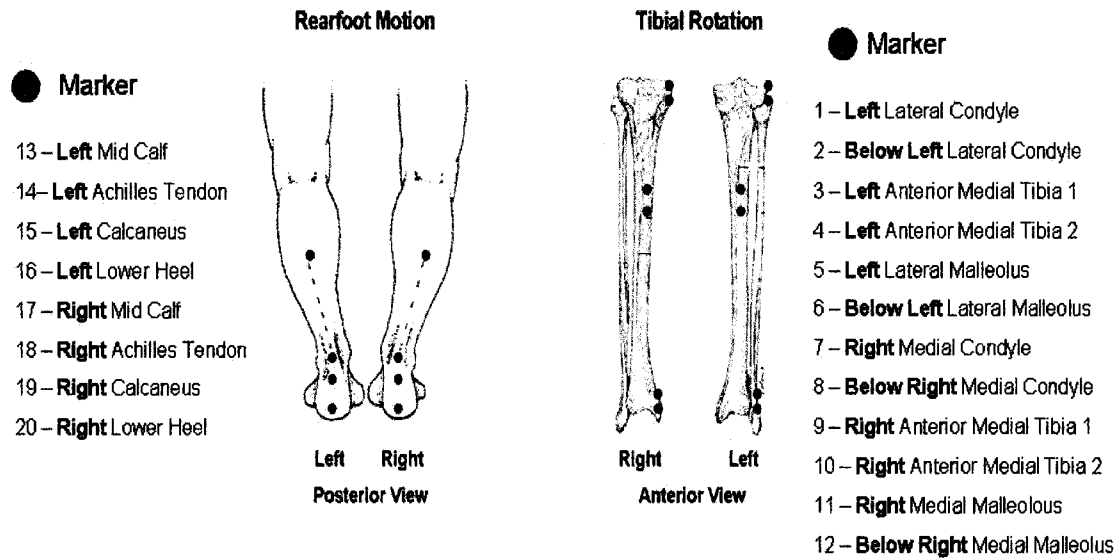 Rearfoot Motion
Tibial Rotation
Marker
13 – Left Mid Calf
14– Left Achilles Tendon
15 – Left Calcaneus
16 – Left Lower Heel
17 – Right Mid Calf
18 – Right Achilles Tendon
19 – Right Calcaneus
20 – Right Lower Heel
Left Right
Posterior View
Right Left
Anterior View
Marker
1 – Left Lateral Condyle
2 – Below Left Lateral Condyle
3 – Left Anterior Medial Tibia 1
4 – Left Anterior Medial Tibia 2
5 – Left Lateral Malleolus
6 – Below Left Lateral Malleolus
7 – Right Medial Condyle
8 – Below Right Medial Condyle
9 – Right Anterior Medial Tibia 1
10 – Right Anterior Medial Tibia 2
11 – Right Medial Malleolous
12 – Below Right Medial Malleolus